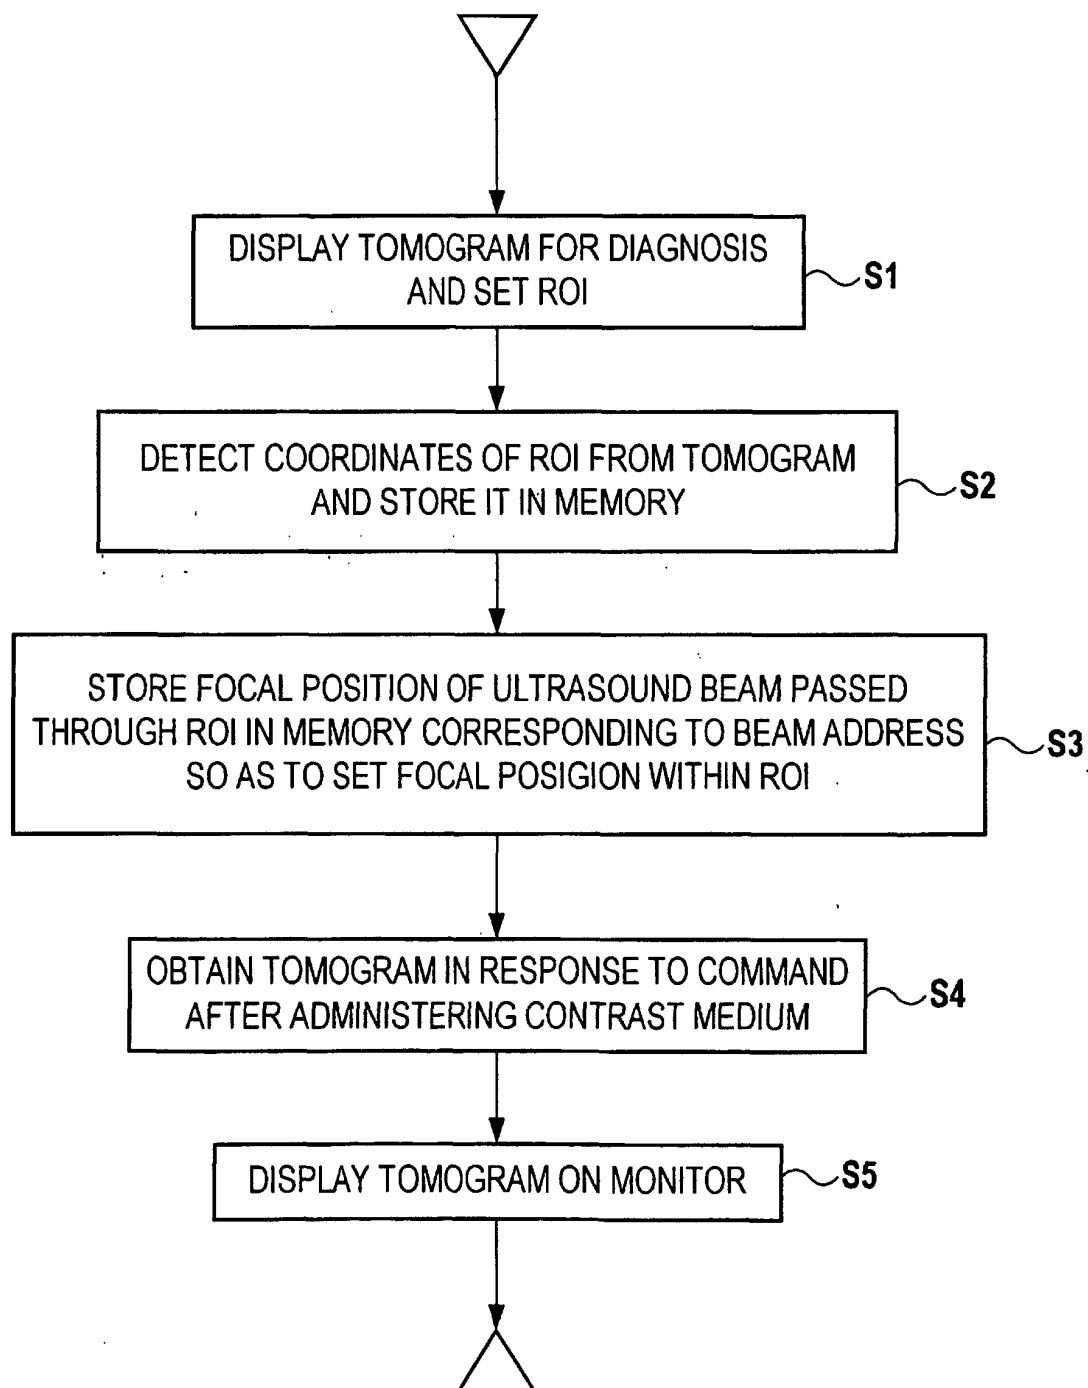 DISPLAY TOMOGRAM FOR DIAGNOSIS
AND SET ROI
S1
DETECT COORDINATES OF ROI FROM TOMOGRAM
AND STORE IT IN MEMORY
S2
STORE FOCAL POSITION OF ULTRASOUND BEAM PASSED
THROUGH ROI IN MEMORY CORRESPONDING TO BEAM ADDRESS
SO AS TO SET FOCAL POSIGION WITHIN ROI
S3
OBTAIN TOMOGRAM IN RESPONSE TO COMMAND
AFTER ADMINISTERING CONTRAST MEDIUM
S4
DISPLAY TOMOGRAM ON MONITOR
S5